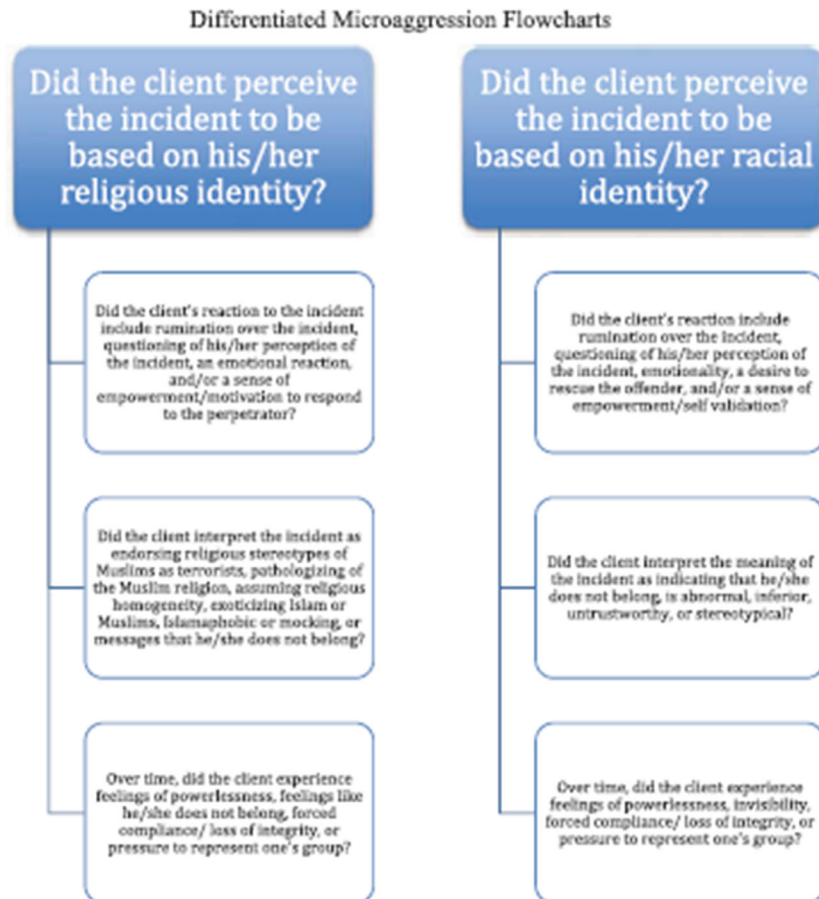 Differentiated Microaggression Flowcharts
Did the client perceive
the incident to be
based on his/her
religious identity?
Did the client's reaction to the incident
include rumination over the incident,
questioning of his/her perception of
the incident, an emotional reaction,
and/or a sense of
empowerment/motivation to respond
to the perpetrator?
Did the client interpret the incident as
endorsing religious stereotypes of
Muslims as terrorists, pathologizing of
the Muslim religion, assuming religious
homogeneity, exoticizing Islam or
Muslims, Islamaphobic or mocking, or
messages that he/she does not belong?
Over time, did the client experience
feelings of powerlessness, feelings like
he/she does not belong, forced
compliance/ loss of integrity, or
pressure to represent one's group?
Did the client perceive
the incident to be
based on his/her racial
identity?
Did the client's reaction include
rumination over the incident,
questioning of his/her perception of
the incident, emotionality, a desire to
rescue the offender, and/or a sense of
empowerment/self validation?
Did the client interpret the meaning of
the incident as indicating that he/she
does not belong, is abnormal, inferior,
untrustworthy, or stereotypical?
Over time, did the client experience
feelings of powerlessness, invisibility,
forced compliance/ loss of integrity, or
pressure to represent one's group?